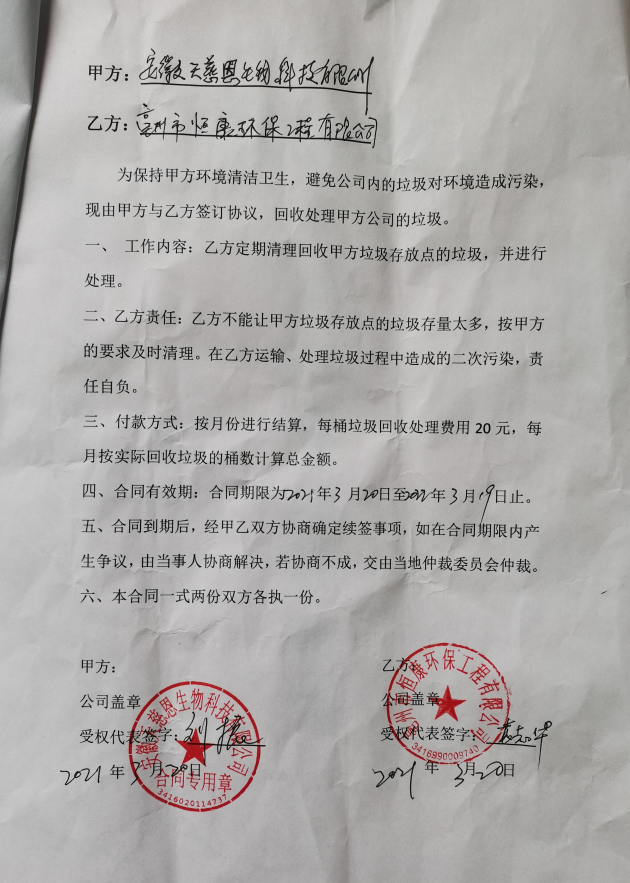 甲方：安徽天慈恩生物科技有限公司
乙方：亳州市恒康环保工程有限公司
为保持甲方环境清洁卫生，避免公司内的垃圾对环境造成污染，
现由甲方与乙方签订协议，回收处理甲方公司的垃圾。
一、 工作内容：乙方定期清理回收甲方垃圾存放点的垃圾，并进行
处理。
二、乙方责任：乙方不能让甲方垃圾存放点的垃圾存量太多，按甲方
的要求及时清理。在乙方运输、处理垃圾过程中造成的二次污染，责
任自负。
三、付款方式：按月份进行结算，每桶垃圾回收处理费用 20 元，每
月按实际回收垃圾的桶数计算总金额。
四、合同有效期：合同期限为2021年3月20日至2022年3月19日止。
五、合同到期后，经甲乙双方协商确定续签事项，如在合同期限内产
生争议，由当事人协商解决，若协商不成，交由当地仲裁委员会仲裁。
六、本合同一式两份双方各执一份。
甲方：
公司盖章
受权代表签字：刘
2021年3月20日
安徽天慈恩生物科技有限公司
合同专用章
3416020114737
乙方：
公司盖章
受权代表签字：
2021年3月20日
亳州市恒康环保工程有限公司
3416990009740